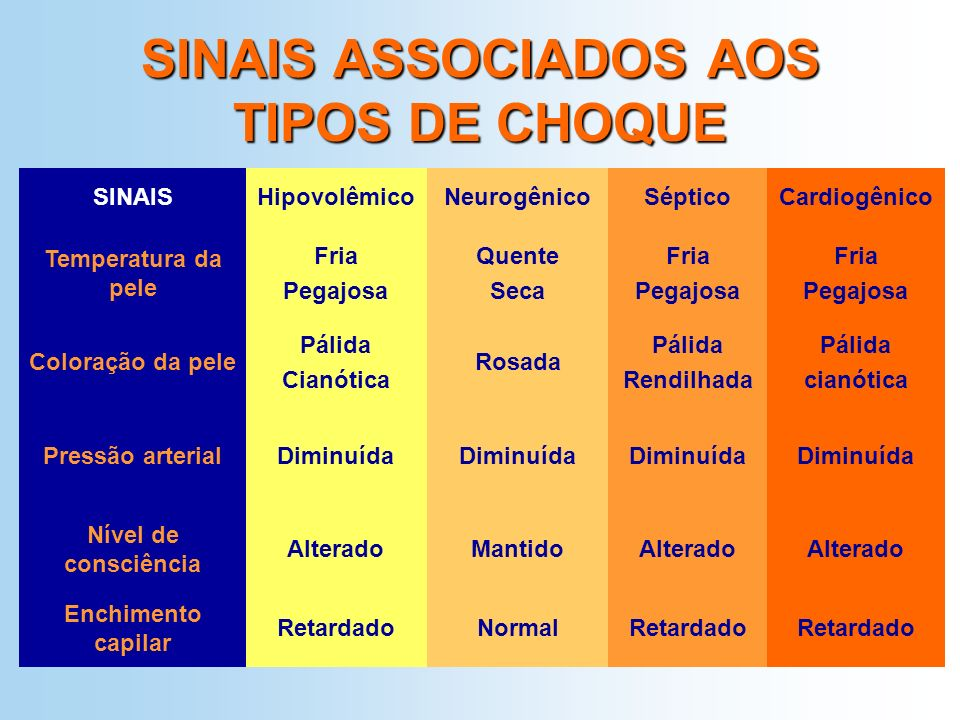 SINAIS ASSOCIADOS AOS
TIPOS DE CHOQUE
SINAIS Hipovolêmico Neurogênico Séptico Cardiogênico
Temperatura da
pele
Fria
Pegajosa
Quente
Seca
Fria
Pegajosa
Fria
Pegajosa
Coloração da pele
Pálida
Cianótica
Rosada
Pálida
Rendilhada
Pálida
cianótica
Pressão arterial Diminuída Diminuída Diminuída Diminuída
Nível de
consciência
Alterado Mantido Alterado Alterado
Enchimento
capilar
Retardado Normal Retardado Retardado